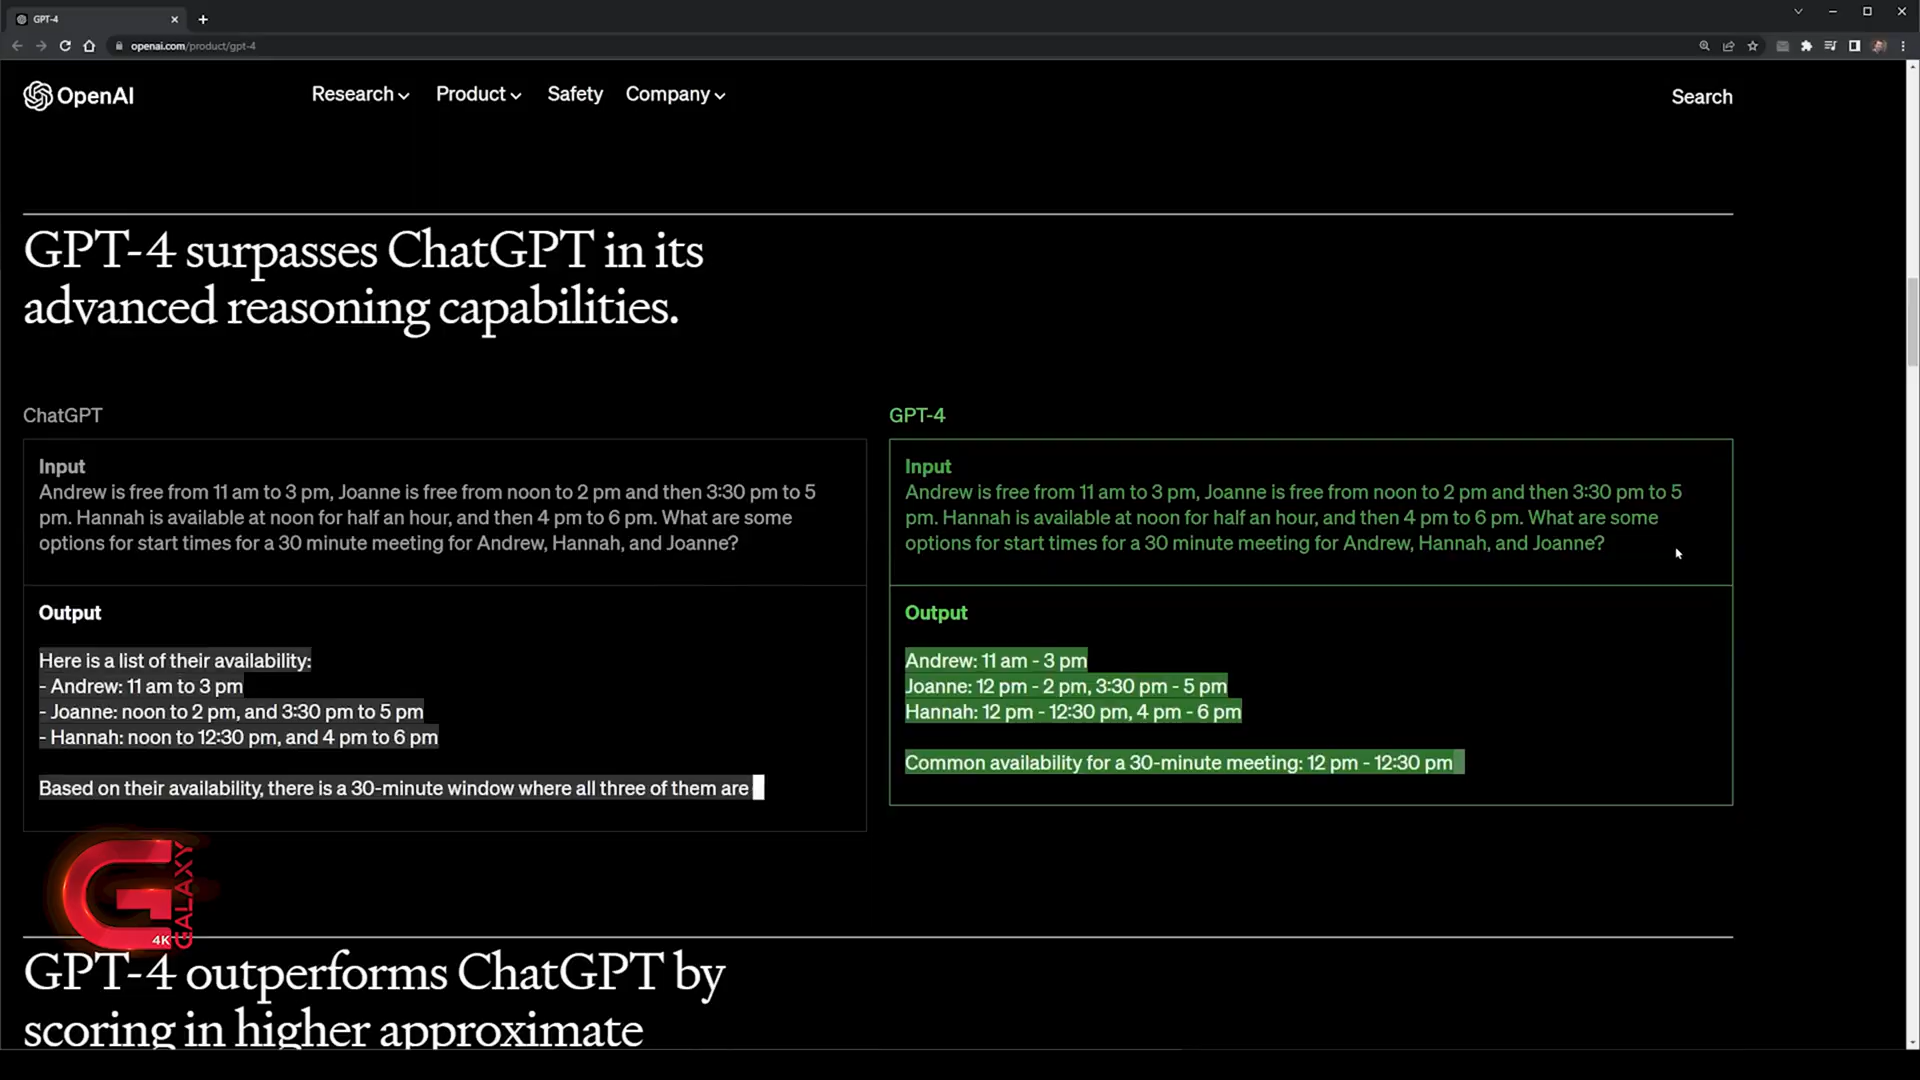 GPT-4
openai.com/product/gpt-4
OpenAI
Research
Product
Safety
Company
Search
GPT-4 surpasses ChatGPT in its
advanced reasoning capabilities.
ChatGPT
Input
Andrew is free from 11 am to 3 pm, Joanne is free from noon to 2 pm and then 3:30 pm to 5
pm. Hannah is available at noon for half an hour, and then 4 pm to 6 pm. What are some
options for start times for a 30 minute meeting for Andrew, Hannah, and Joanne?
Output
Here is a list of their availability:
- Andrew: 11 am to 3 pm
- Joanne: noon to 2 pm, and 3:30 pm to 5 pm
- Hannah: noon to 12:30 pm, and 4 pm to 6 pm
Based on their availability, there is a 30-minute window where all three of them are
GPT-4
Input
Andrew is free from 11 am to 3 pm, Joanne is free from noon to 2 pm and then 3:30 pm to 5
pm. Hannah is available at noon for half an hour, and then 4 pm to 6 pm. What are some
options for start times for a 30 minute meeting for Andrew, Hannah, and Joanne?
Output
Andrew: 11 am - 3 pm
Joanne: 12 pm - 2 pm, 3:30 pm - 5 pm
Hannah: 12 pm - 12:30 pm, 4 pm - 6 pm
Common availability for a 30-minute meeting: 12 pm - 12:30 pm
G GALAXY
4K
GPT-4 outperforms ChatGPT by
scoring in higher approximate